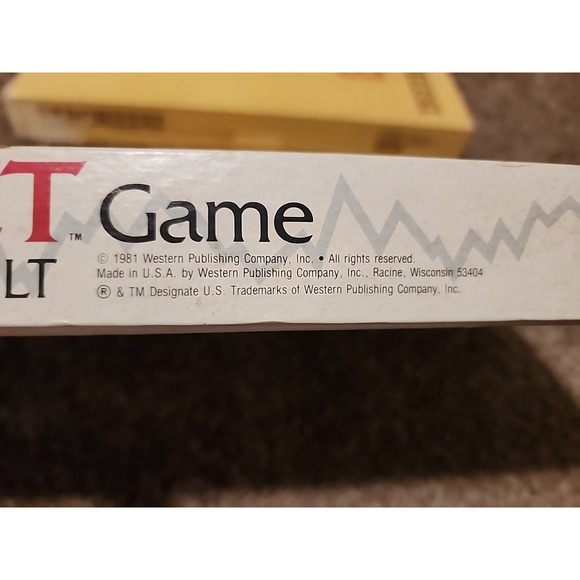 T™ Game
LT
© 1981 Western Publishing Company, Inc. • All rights reserved.
Made in U.S.A. by Western Publishing Company, Inc., Racine, Wisconsin 53404
® & TM Designate U.S. Trademarks of Western Publishing Company, Inc.